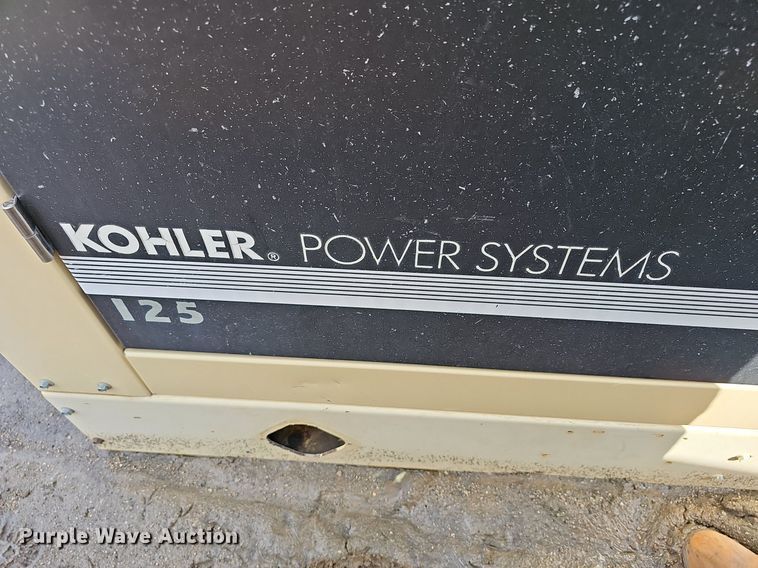 KOHLER® POWER SYSTEMS
125
Purple Wave Auction®